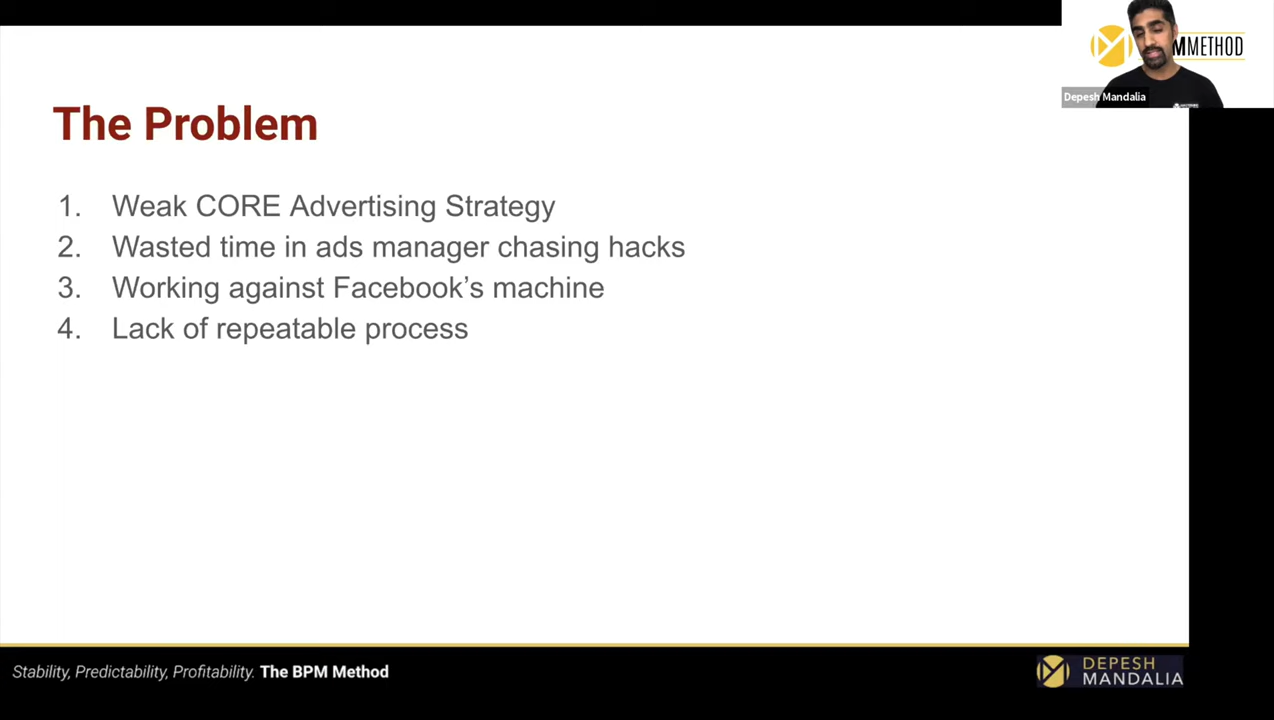 MMETHOD
Depesh Mandalia
The Problem
1. Weak CORE Advertising Strategy
2. Wasted time in ads manager chasing hacks
3. Working against Facebook’s machine
4. Lack of repeatable process
Stability, Predictability, Profitability. The BPM Method
DEPESH
MANDALIA